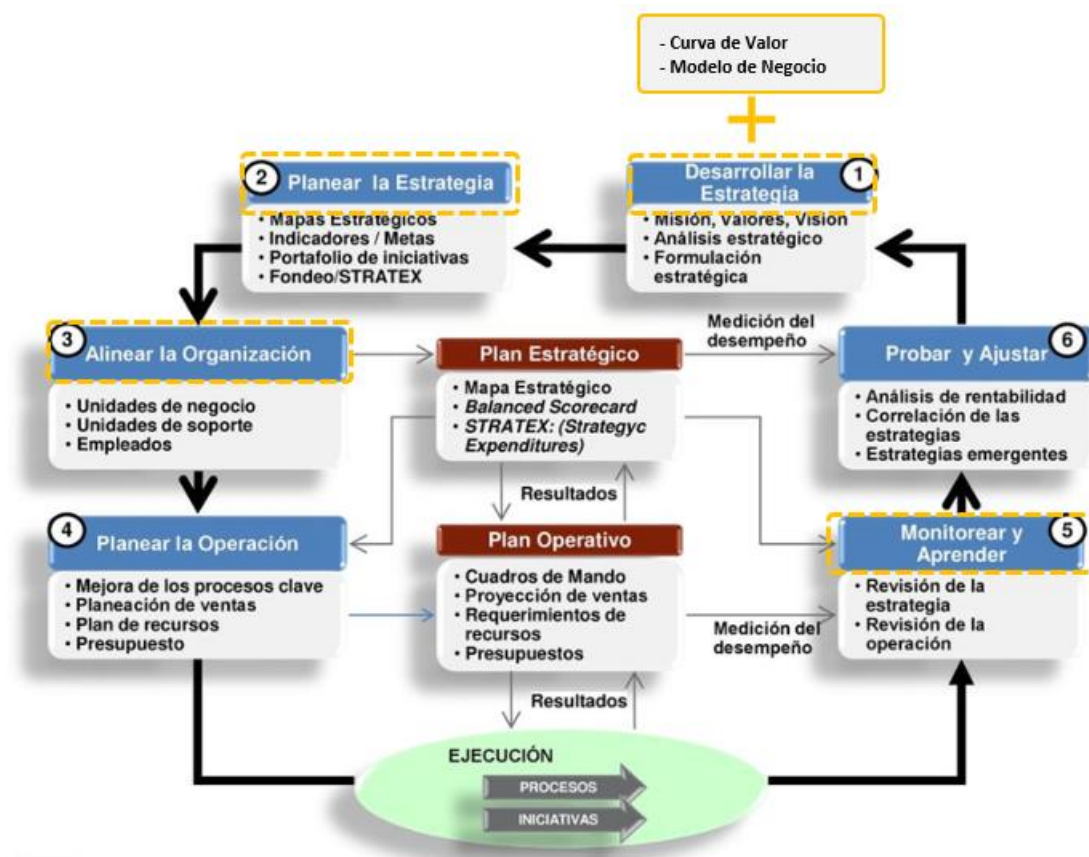 - Curva de Valor
- Modelo de Negocio
1
Desarrollar la
Estrategia
• Misión, Valores, Visión
• Análisis estratégico
• Formulación
estratégica
2
Planear la Estrategia
• Mapas Estratégicos
• Indicadores / Metas
• Portafolio de iniciativas
• Fondeo/STRATEX
3
Alinear la Organización
• Unidades de negocio
• Unidades de soporte
• Empleados
Plan Estratégico
• Mapa Estratégico
• Balanced Scorecard
• STRATEX: (Strategyc
Expenditures)
Medición del
desempeño
6
Probar y Ajustar
• Análisis de rentabilidad
• Correlación de las
estrategias
• Estrategias emergentes
Resultados
4
Planear la Operación
• Mejora de los procesos clave
• Planeación de ventas
• Plan de recursos
• Presupuesto
Plan Operativo
• Cuadros de Mando
• Proyección de ventas
• Requerimientos de
recursos
• Presupuestos
Medición del
desempeño
5
Monitorear y
Aprender
• Revisión de la
estrategia
• Revisión de la
operación
Resultados
EJECUCIÓN
PROCESOS
INICIATIVAS